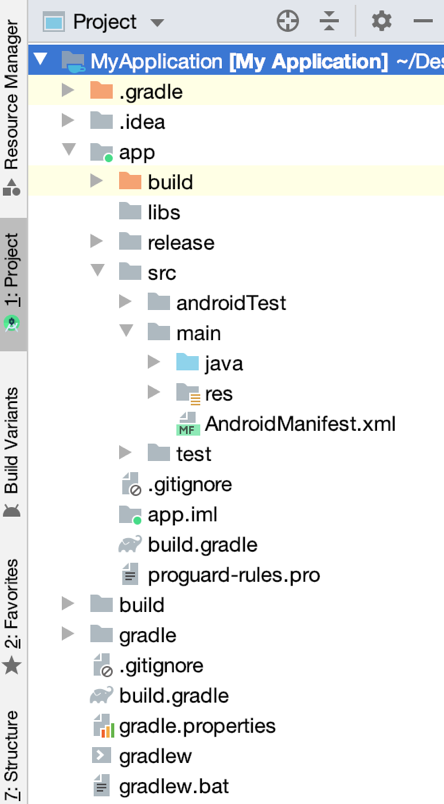 Project
MyApplication [My Application] ~/Des
.gradle
.idea
app
build
libs
release
src
androidTest
main
java
res
MF AndroidManifest.xml
test
.gitignore
app.iml
build.gradle
proguard-rules.pro
build
gradle
.gitignore
build.gradle
gradle.properties
gradlew
gradlew.bat
Resource Manager
1: Project
Build Variants
2: Favorites
7: Structure